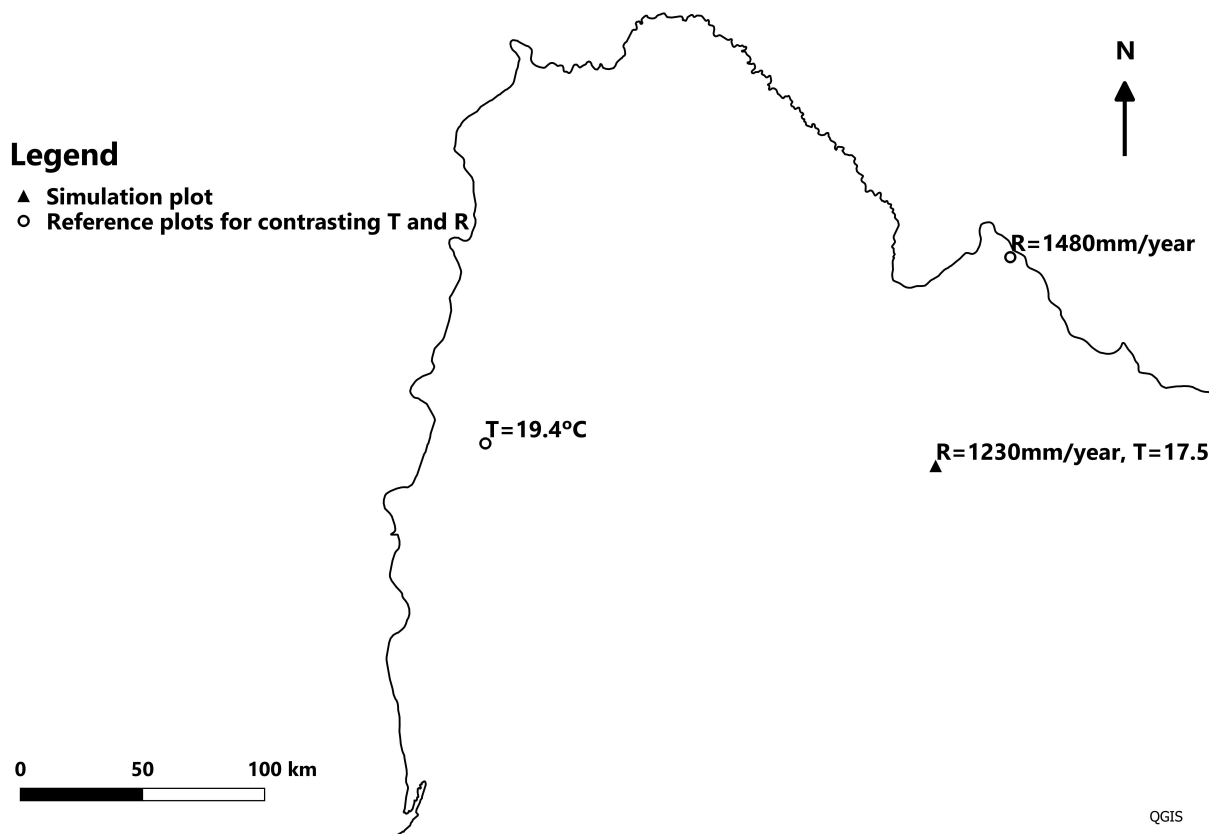 N
Legend
Simulation plot
Reference plots for contrasting T and R
R=1480mm/year
T=19.4ºC
R=1230mm/year, T=17.5
0 50 100 km
QGIS